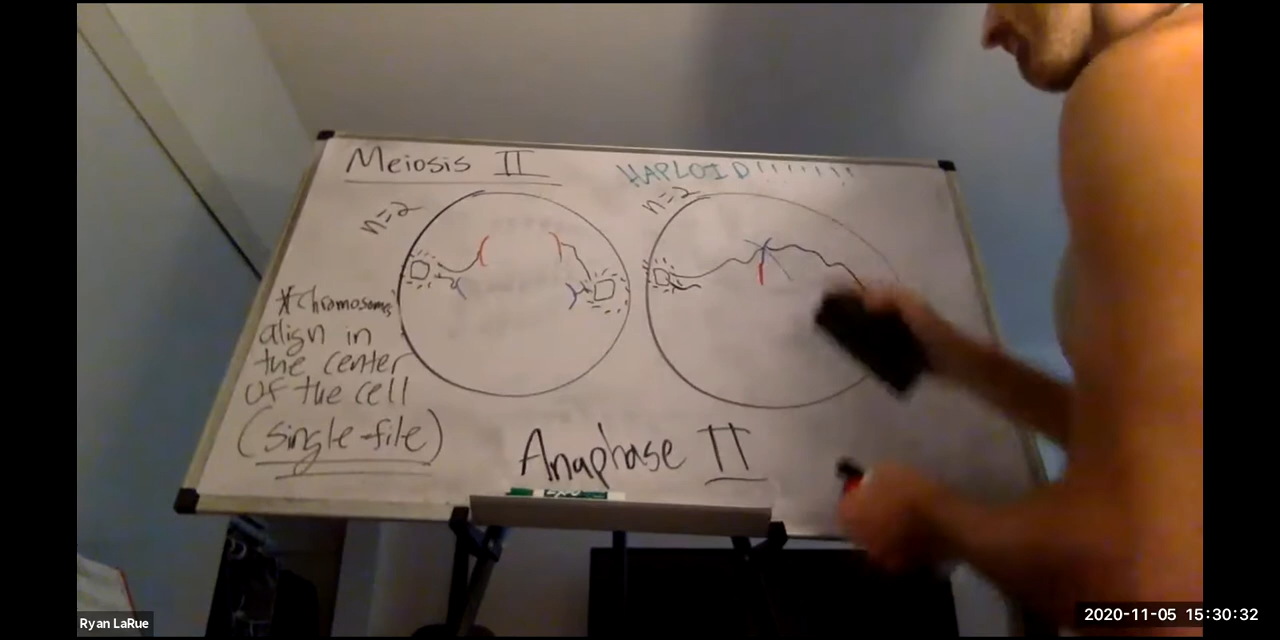 Meiosis II
HAPLOID!!!!!!!
n=2
n=2
*Chromosomes
align in
the center
of the cell
(single-file)
Anaphase II
EXPO
Ryan LaRue
2020-11-05 15:30:32